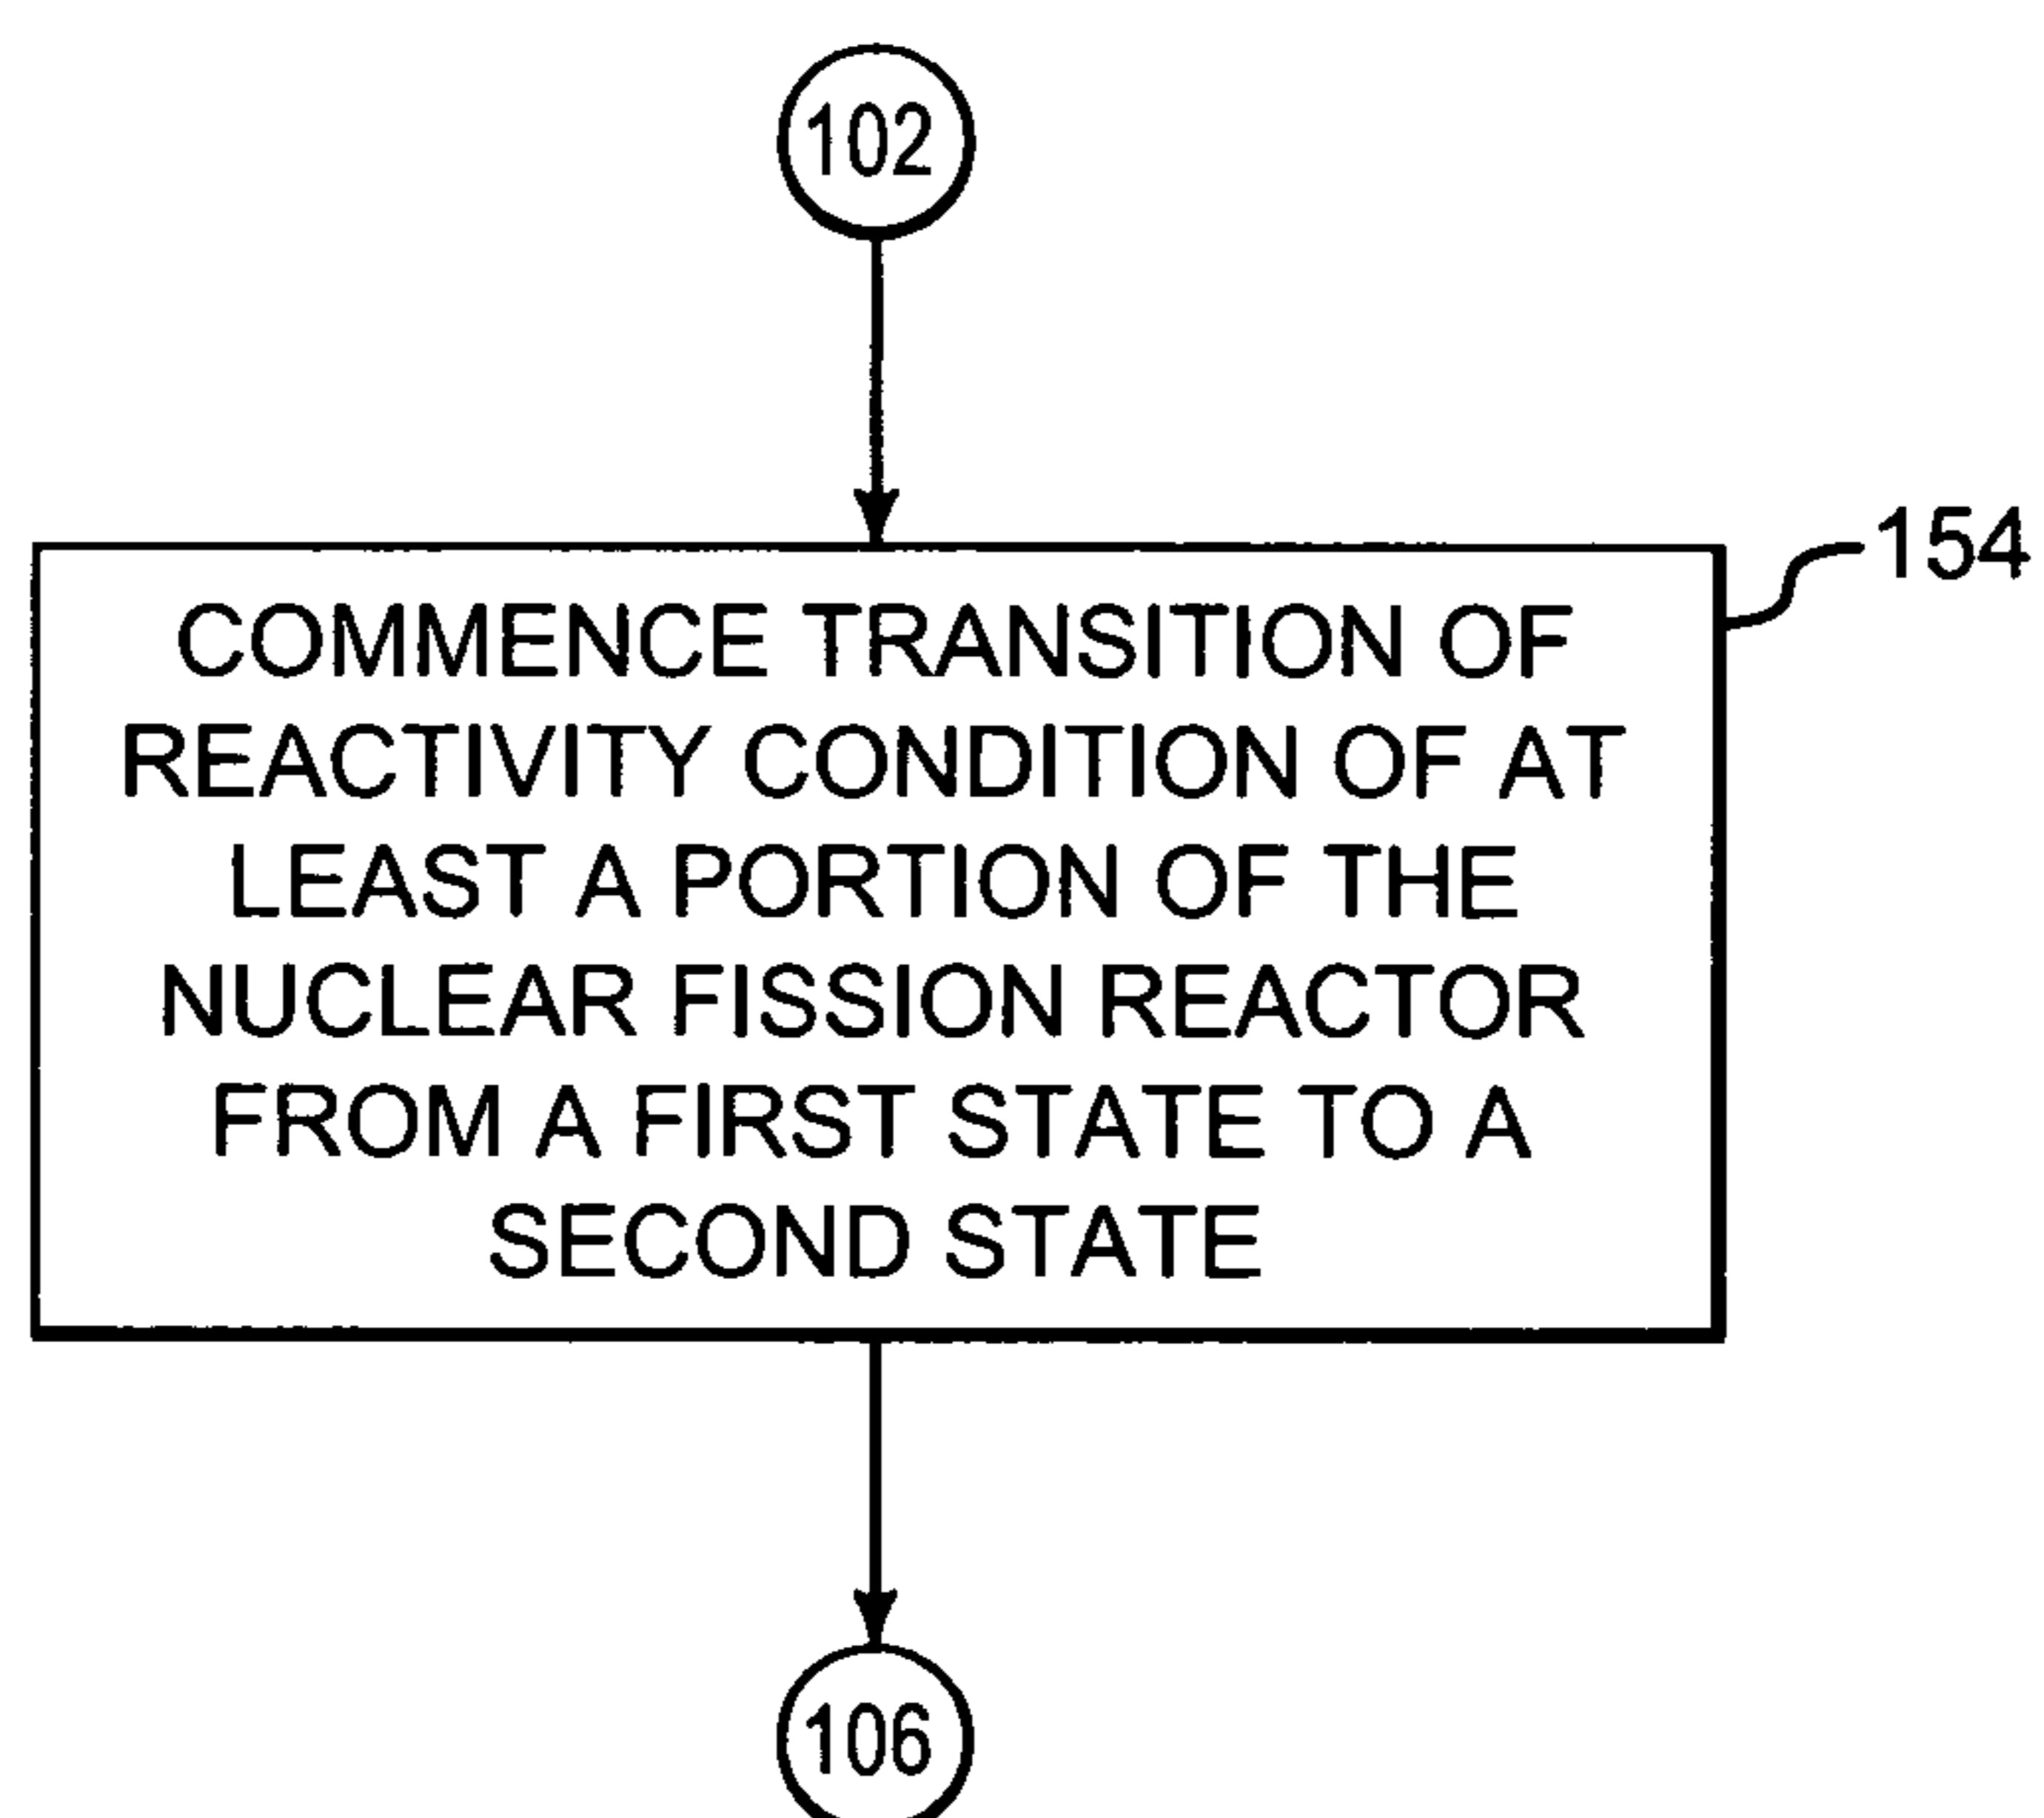 102
154
COMMENCE TRANSITION OF
REACTIVITY CONDITION OF AT
LEAST A PORTION OF THE
NUCLEAR FISSION REACTOR
FROM A FIRST STATE TO A
SECOND STATE
106